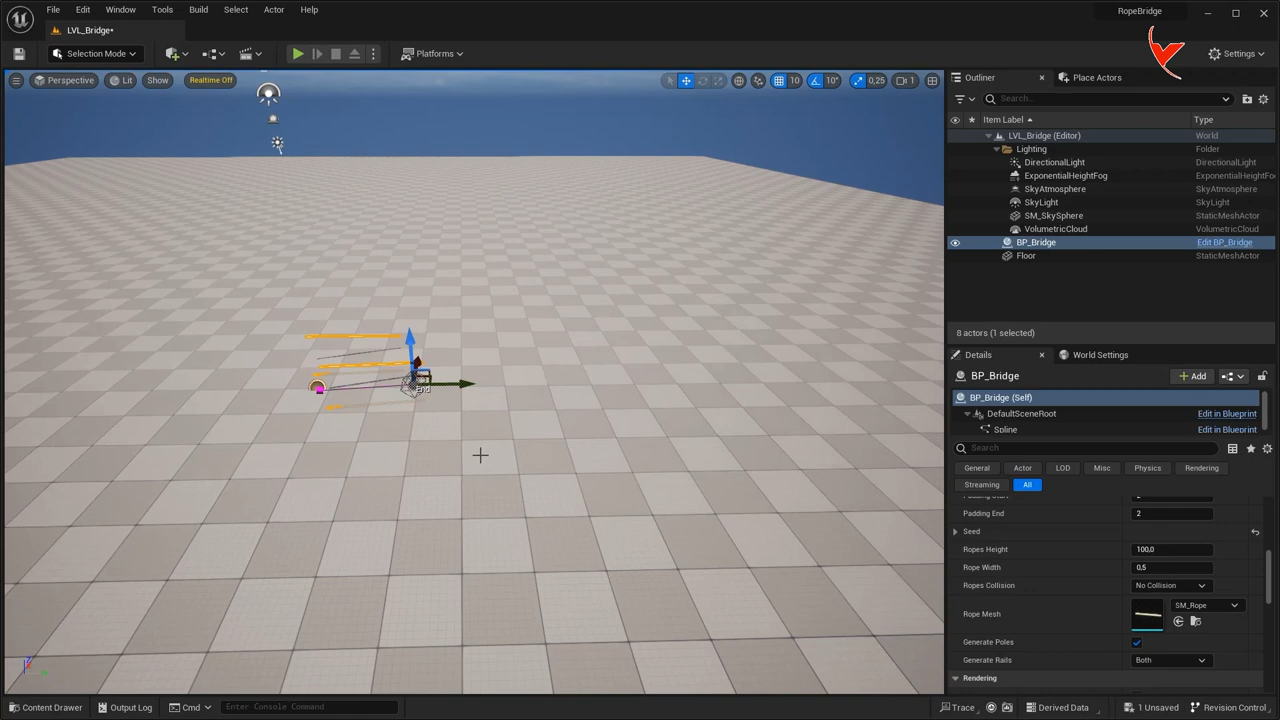 File Edit Window Tools Build Select Actor Help
RopeBridge
LVL_Bridge*
Selection Mode
Platforms
Settings
Perspective Lit Show Realtime Off
10 10° 0,25 1
End
Outliner Place Actors
Search...
Item Label Type
LVL_Bridge (Editor) World
Lighting Folder
DirectionalLight DirectionalLight
ExponentialHeightFog ExponentialHeightFo
SkyAtmosphere SkyAtmosphere
SkyLight SkyLight
SM_SkySphere StaticMeshActor
VolumetricCloud VolumetricCloud
BP_Bridge Edit BP_Bridge
Floor StaticMeshActor
8 actors (1 selected)
Details World Settings
BP_Bridge
Add
BP_Bridge (Self)
DefaultSceneRoot Edit in Blueprint
Spline Edit in Blueprint
Search
General Actor LOD Misc Physics Rendering
Streaming All
Padding End 2
Seed
Ropes Height 100,0
Rope Width 0,5
Ropes Collision No Collision
Rope Mesh SM_Rope
Generate Poles
Generate Rails Both
Rendering
Content Drawer Output Log Cmd Enter Console Command
Trace Derived Data 1 Unsaved Revision Control